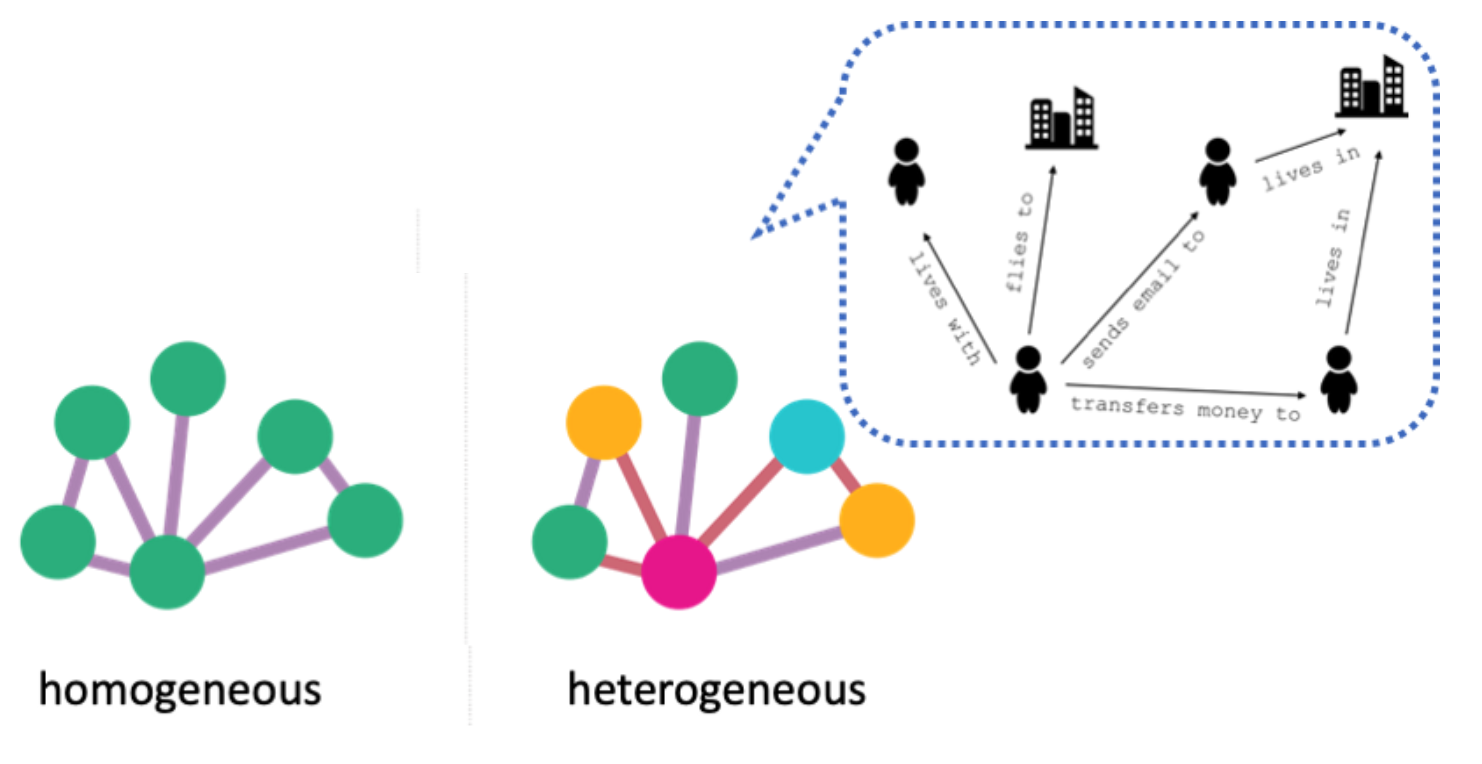 lives in
flies to
lives in
lives with
sends email to
transfers money to
homogeneous
heterogeneous